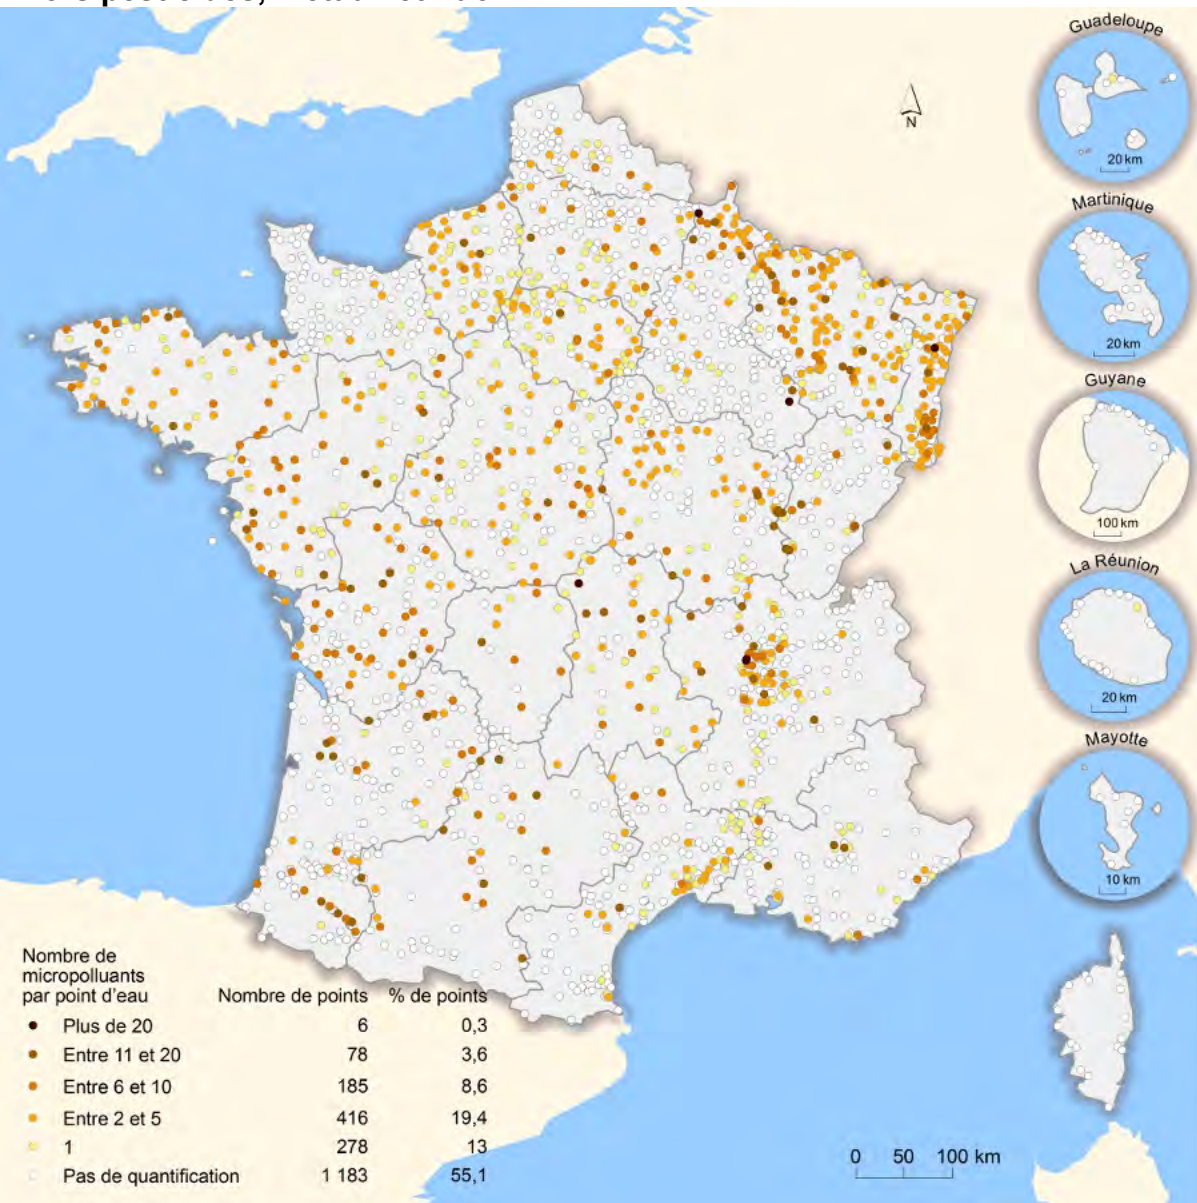 Guadeloupe
N
20 km
Martinique
20 km
Guyane
100 km
La Réunion
20 km
Mayotte
10 km
Nombre de
micropolluants
par point d'eau
Nombre de points
% de points
Plus de 20 6 0,3
Entre 11 et 20 78 3,6
Entre 6 et 10 185 8,6
Entre 2 et 5 416 19,4
1 278 13
Pas de quantification 1 183 55,1
0 50 100 km